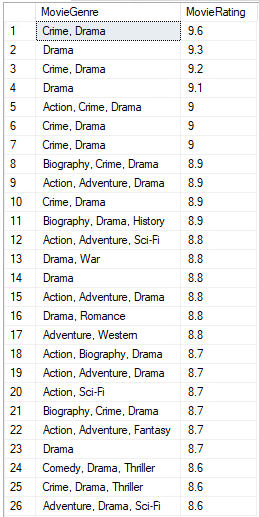 MovieGenre MovieRating
1 Crime, Drama 9.6
2 Drama 9.3
3 Crime, Drama 9.2
4 Drama 9.1
5 Action, Crime, Drama 9
6 Crime, Drama 9
7 Crime, Drama 9
8 Biography, Crime, Drama 8.9
9 Action, Adventure, Drama 8.9
10 Crime, Drama 8.9
11 Biography, Drama, History 8.9
12 Action, Adventure, Sci-Fi 8.8
13 Drama, War 8.8
14 Drama 8.8
15 Action, Adventure, Drama 8.8
16 Drama, Romance 8.8
17 Adventure, Western 8.8
18 Action, Biography, Drama 8.7
19 Action, Adventure, Drama 8.7
20 Action, Sci-Fi 8.7
21 Biography, Crime, Drama 8.7
22 Action, Adventure, Fantasy 8.7
23 Drama 8.7
24 Comedy, Drama, Thriller 8.6
25 Crime, Drama, Thriller 8.6
26 Adventure, Drama, Sci-Fi 8.6